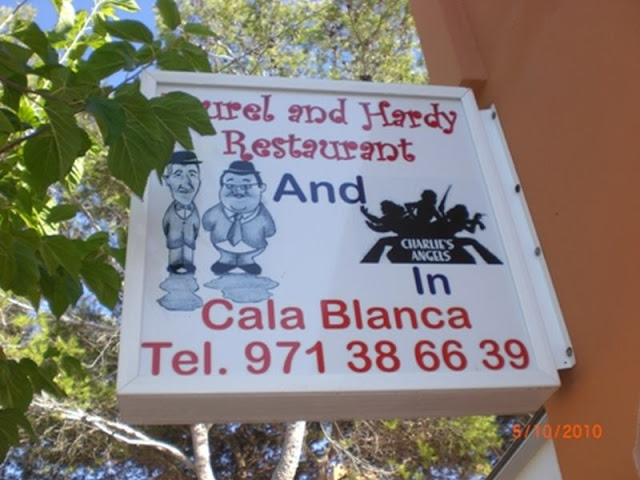 urel and Hardy
Restaurant
And
CHARLIE'S
ANGELS
In
Cala Blanca
Tel. 971 38 66 39
5/10/2010